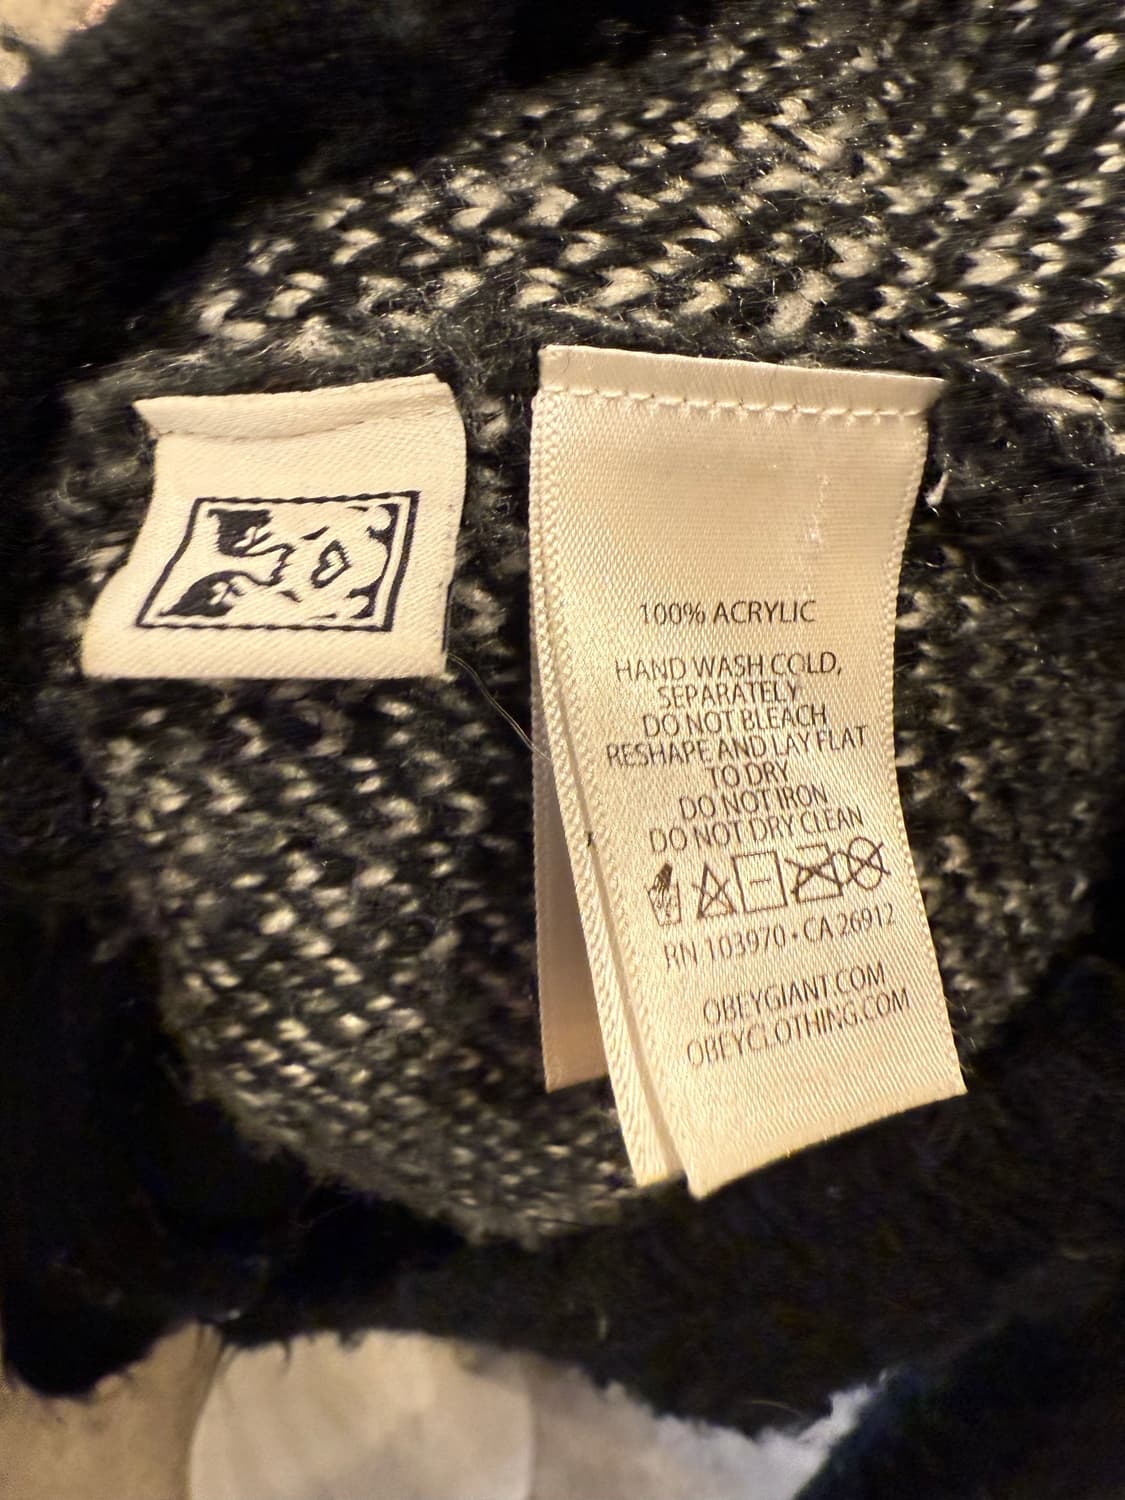 100% ACRYLIC
HAND WASH COLD,
SEPARATELY
DO NOT BLEACH
RESHAPE AND LAY FLAT
TO DRY
DO NOT IRON
DO NOT DRY CLEAN
RN 103970 • CA 26912
OBEYGIANT.COM
OBEYCLOTHING.COM